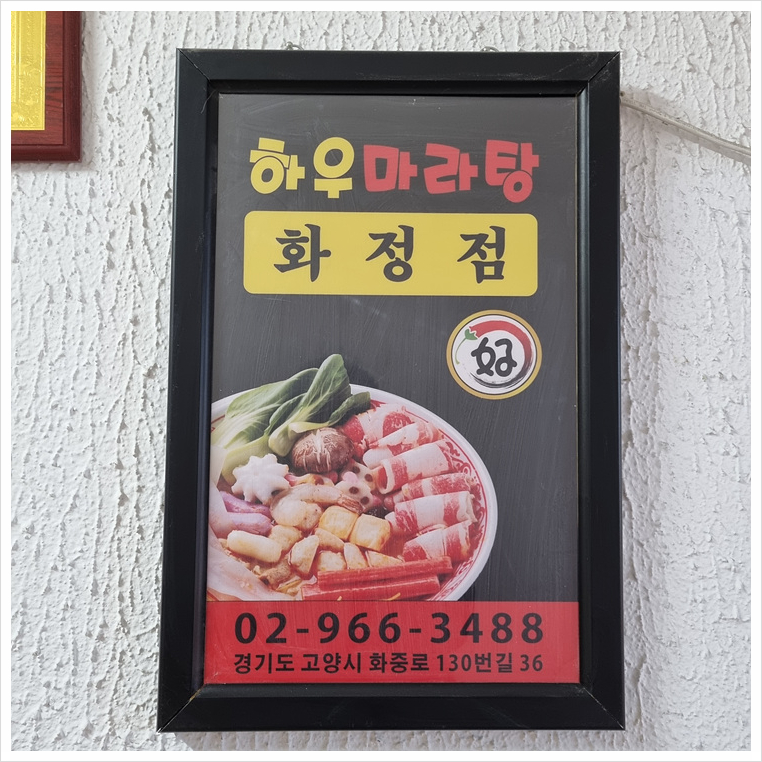 하우마라탕
화정점
好
02-966-3488
경기도 고양시 화중로 130번길 36